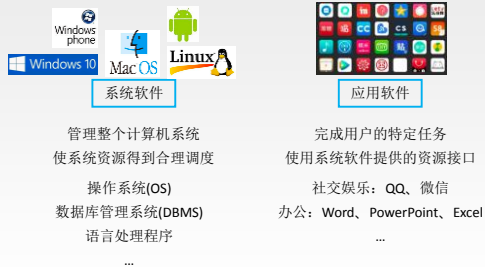 Windows phone
Windows 10
Mac OS
Linux
系统软件
管理整个计算机系统
使系统资源得到合理调度
操作系统(OS)
数据库管理系统(DBMS)
语言处理程序
…
应用软件
完成用户的特定任务
使用系统软件提供的资源接口
社交娱乐：QQ、微信
办公：Word、PowerPoint、Excel
…